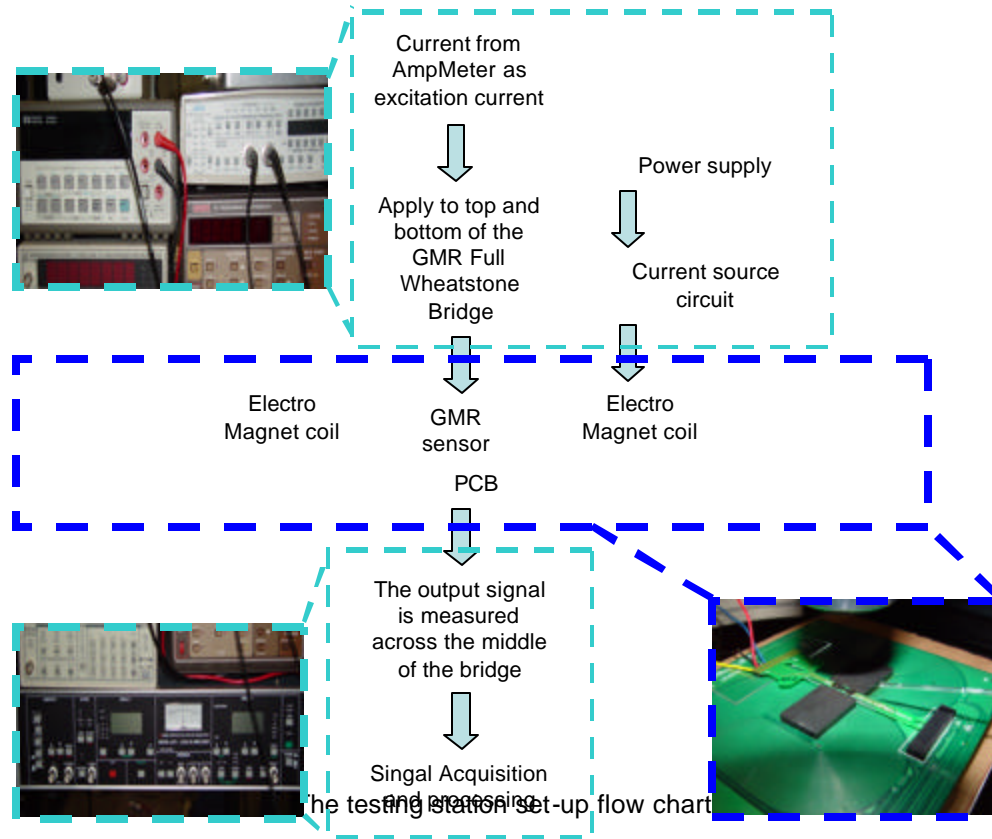 Current from
AmpMeter as
excitation current
Power supply
Apply to top and
bottom of the
GMR Full
Wheatstone
Bridge
Current source
circuit
Electro
Magnet coil
GMR
sensor
Electro
Magnet coil
PCB
The output signal
is measured
across the middle
of the bridge
Singal Acquisition
and processing
The testing station set-up flow chart